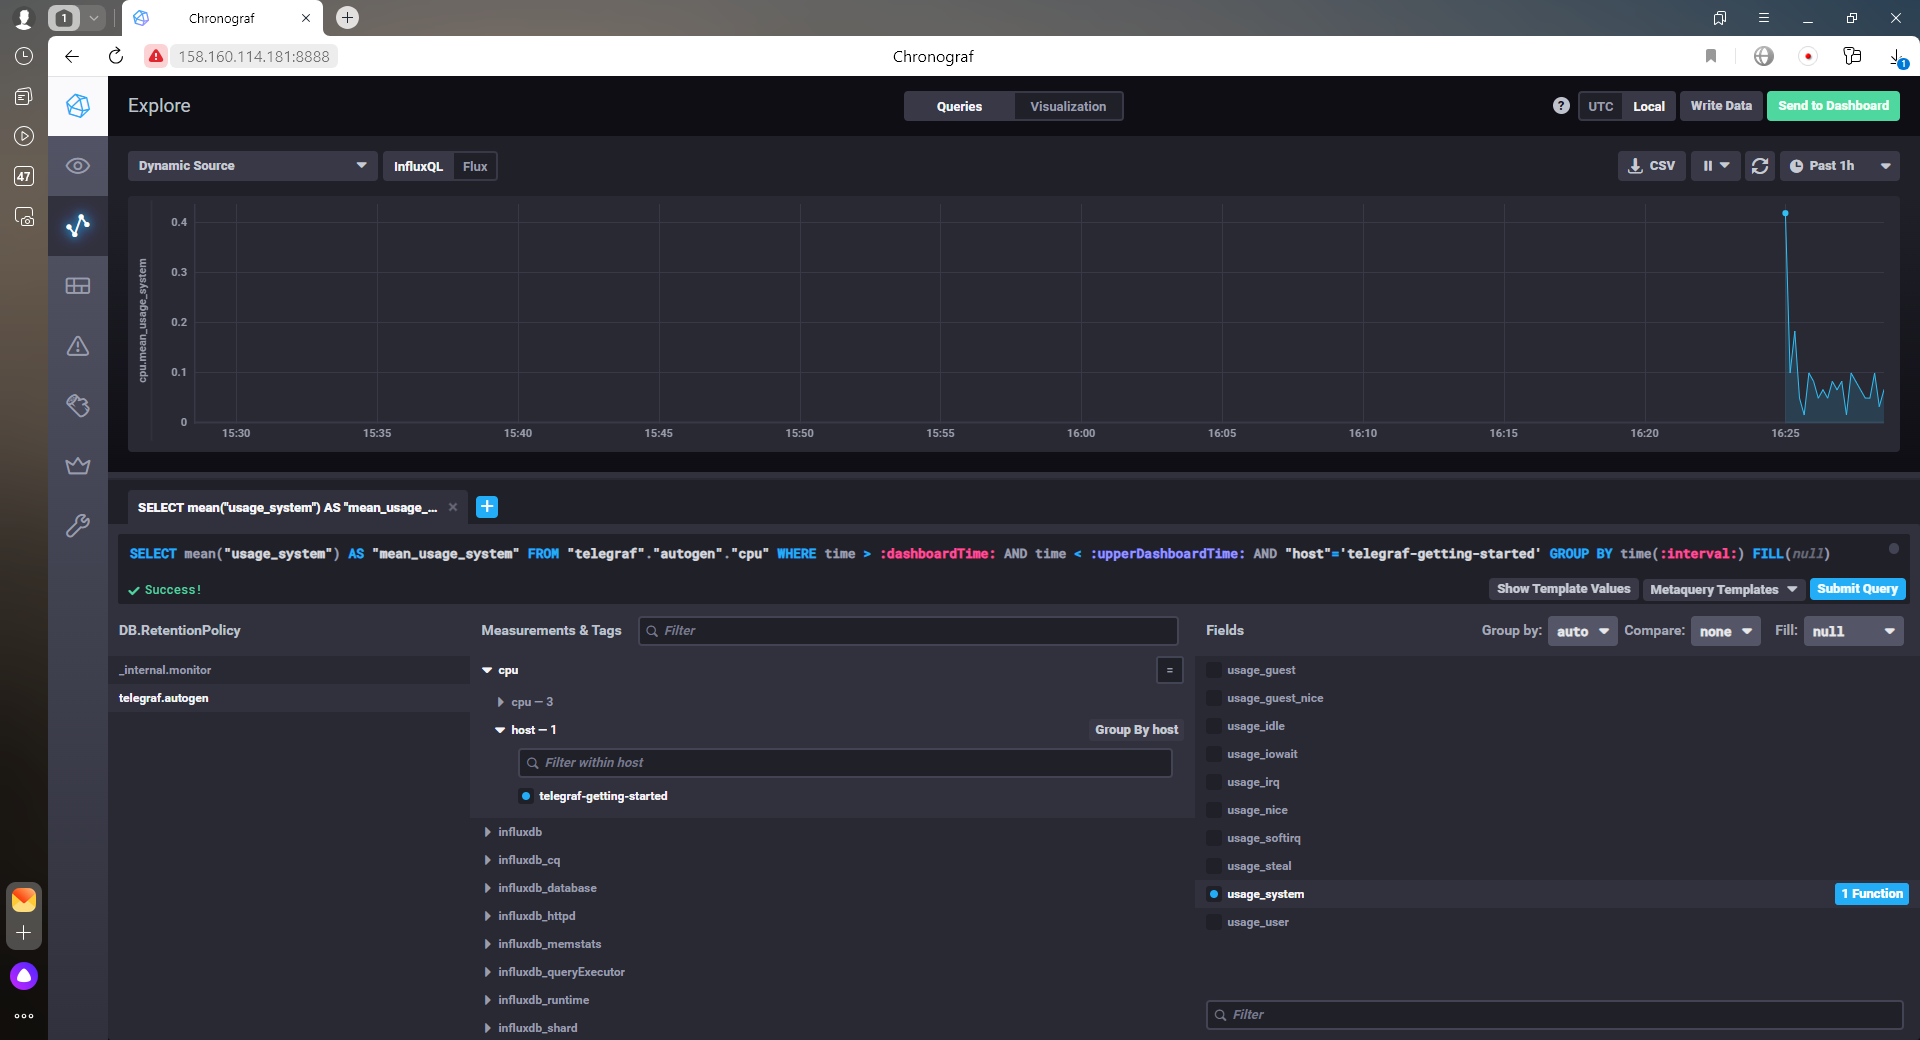 1
Chronograf
158.160.114.181:8888
Chronograf
1
47
Explore
Queries
Visualization
?
UTC
Local
Write Data
Send to Dashboard
Dynamic Source
InfluxQL
Flux
CSV
Past 1h
cpu.mean_usage_system
0.4
0.3
0.2
0.1
0
15:30 15:35 15:40 15:45 15:50 15:55 16:00 16:05 16:10 16:15 16:20 16:25
SELECT mean("usage_system") AS "mean_usage_...
SELECT mean("usage_system") AS "mean_usage_system" FROM "telegraf"."autogen"."cpu" WHERE time > :dashboardTime: AND time < :upperDashboardTime: AND "host"='telegraf-getting-started' GROUP BY time(:interval:) FILL(null)
Success!
Show Template Values
Metaquery Templates
Submit Query
DB.RetentionPolicy
_internal.monitor
telegraf.autogen
Measurements & Tags
Filter
cpu
=
cpu — 3
host — 1
Group By host
Filter within host
telegraf-getting-started
influxdb
influxdb_cq
influxdb_database
influxdb_httpd
influxdb_memstats
influxdb_queryExecutor
influxdb_runtime
influxdb_shard
Fields
Group by: auto
Compare: none
Fill: null
usage_guest
usage_guest_nice
usage_idle
usage_iowait
usage_irq
usage_nice
usage_softirq
usage_steal
usage_system
1 Function
usage_user
Filter